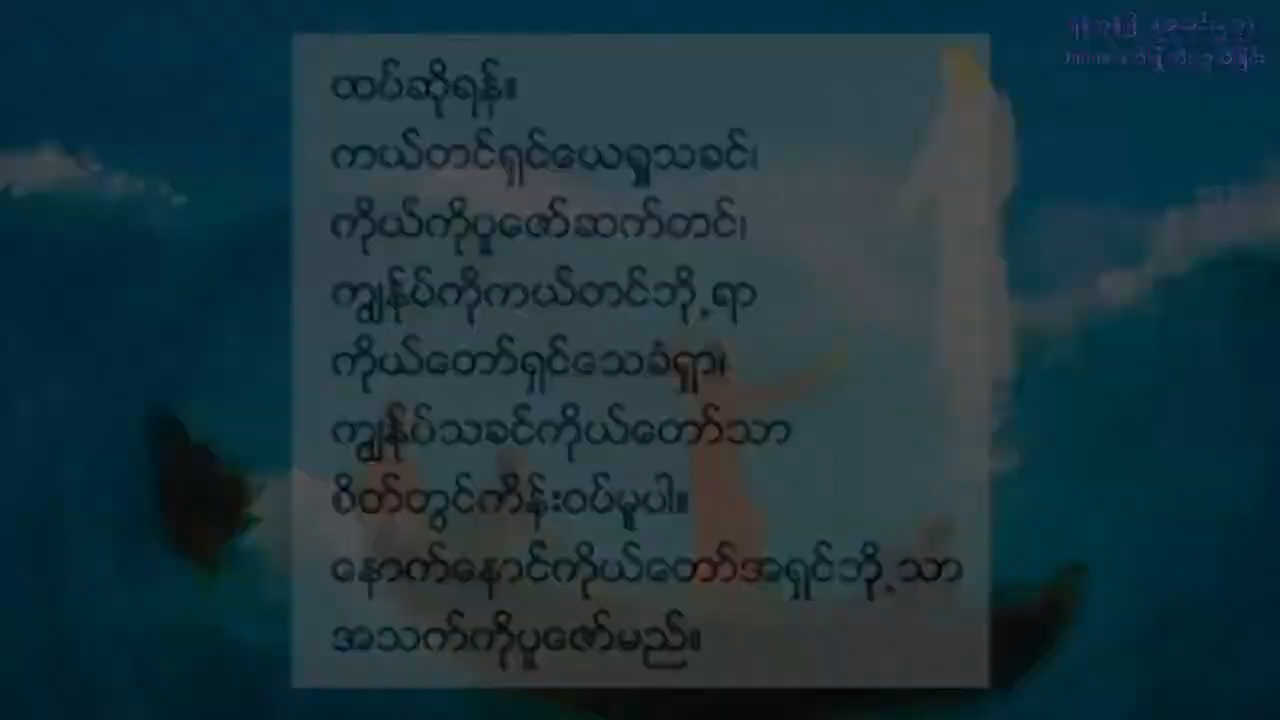 ထပ်ဆိုရန်။
ကယ်တင်ရှင်ယေရှုသခင်၊
ကိုယ်ကိုပူဇော်ဆက်တင်၊
ကျွန်ုပ်ကိုကယ်တင်ဘို့ရာ
ကိုယ်တော်ရှင်သေခံရှာ၊
ကျွန်ုပ်သခင်ကိုယ်တော်သာ
စိတ်တွင်ကိန်းဝပ်မူပါ။
နောက်နောင်ကိုယ်တော်အရှင်ဘို့သာ
အသက်ကိုပူဇော်မည်။